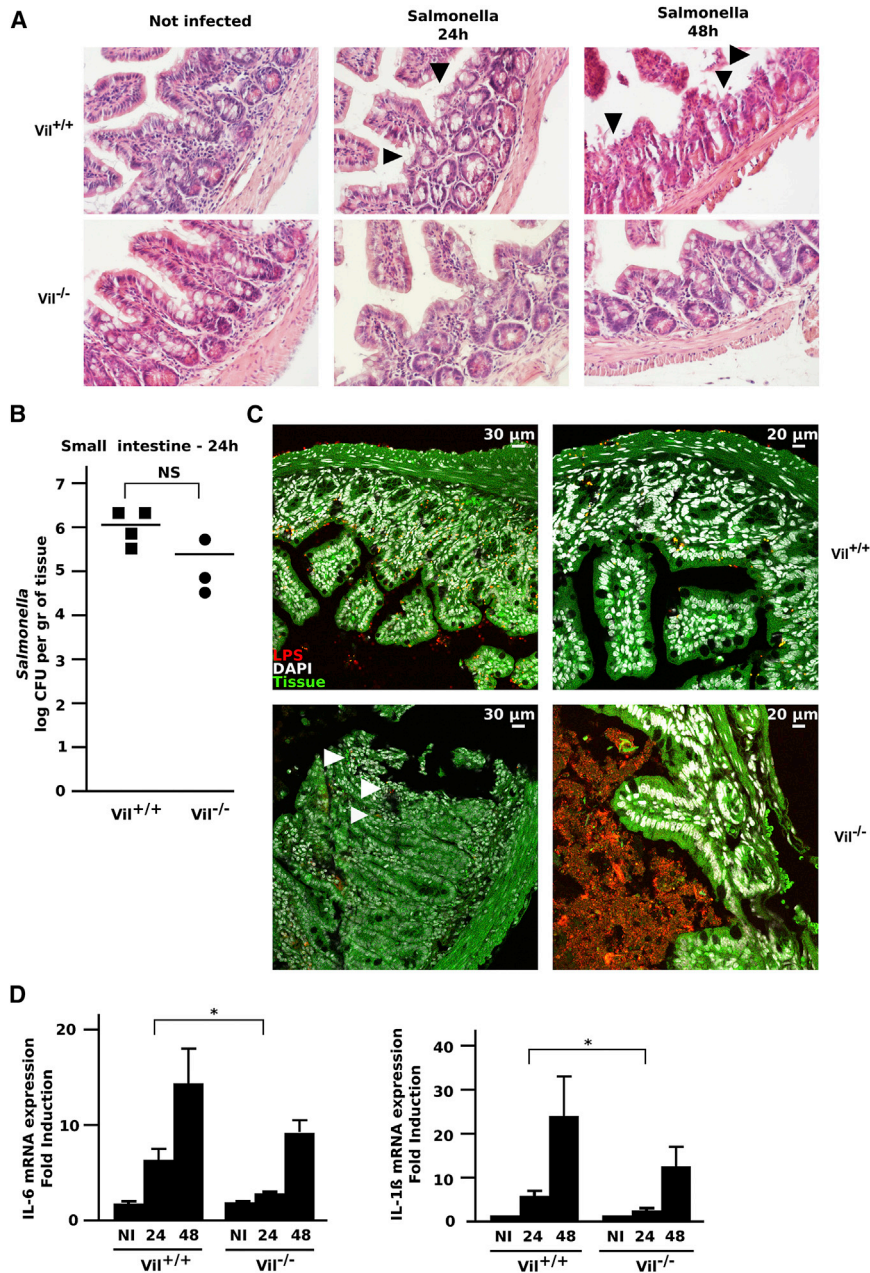 A
Not infected
Salmonella
24h
Salmonella
48h
Vil+/+
Vil-/-
B
Small intestine - 24h
NS
7
6
5
4
3
2
1
0
Salmonella
log CFU per gr of tissue
Vil+/+ Vil-/-
C
30 µm
20 µm
Vil+/+
LPS
DAPI
Tissue
30 µm
20 µm
Vil-/-
D
IL-6 mRNA expression
Fold Induction
20
10
0
*
NI 24 48 NI 24 48
Vil+/+ Vil-/-
IL-1ß mRNA expression
Fold Induction
40
30
20
10
0
*
NI 24 48 NI 24 48
Vil+/+ Vil-/-